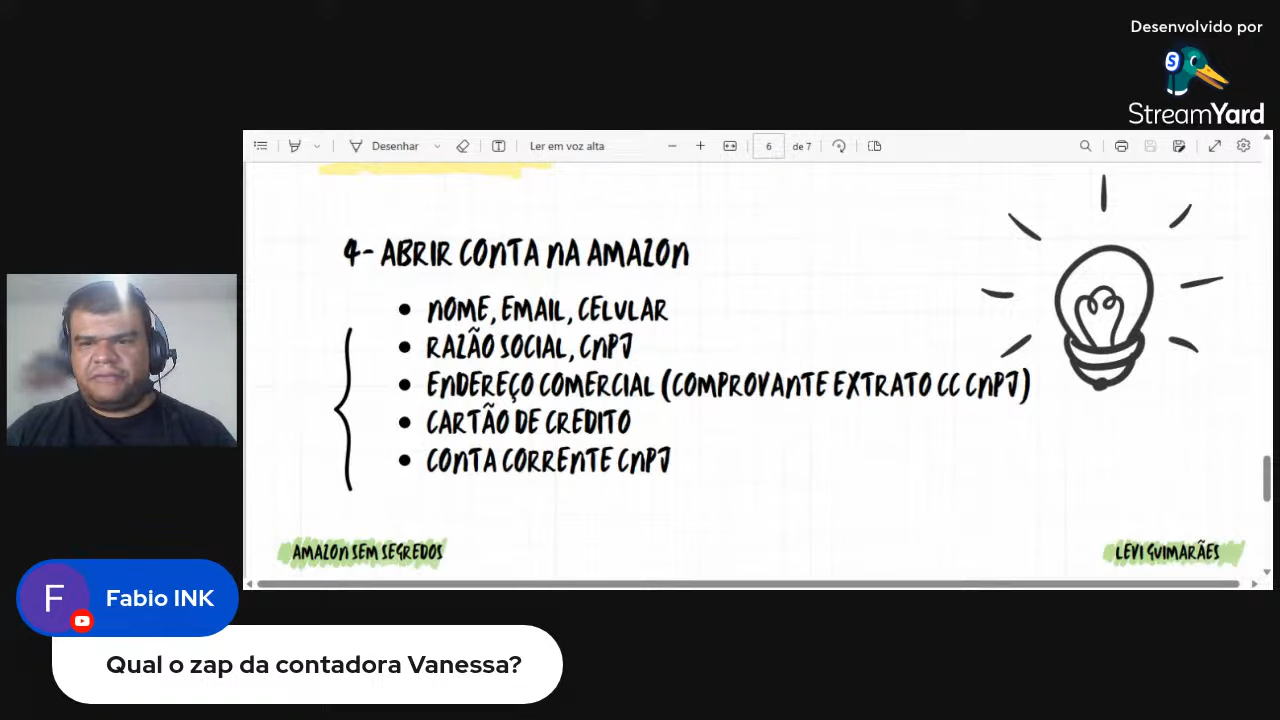 Desenvolvido por
StreamYard
Desenhar
Ler em voz alta
6
de 7
4- ABRIR CONTA NA AMAZON
• NOME, EMAIL, CELULAR
• RAZÃO SOCIAL, CNPJ
• ENDEREÇO COMERCIAL (COMPROVANTE EXTRATO CC CNPJ)
• CARTÃO DE CREDITO
• CONTA CORRENTE CNPJ
AMAZON SEM SEGREDOS
LEVI GUIMARÃES
F
Fabio INK
Qual o zap da contadora Vanessa?